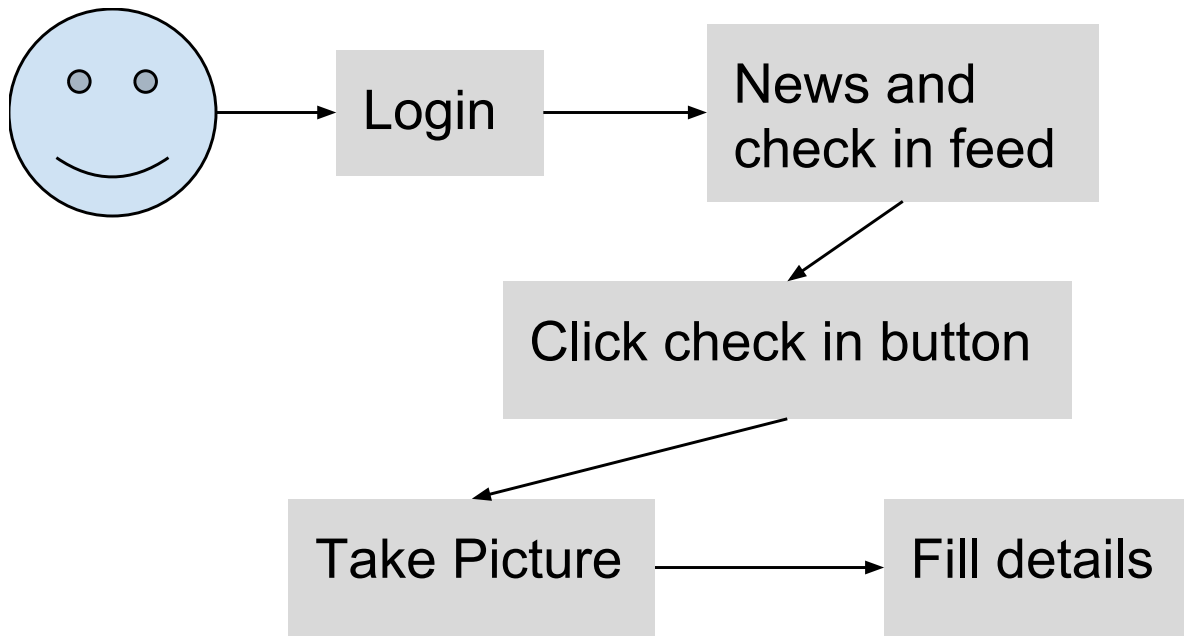 Login
News and
check in feed
Click check in button
Take Picture
Fill details